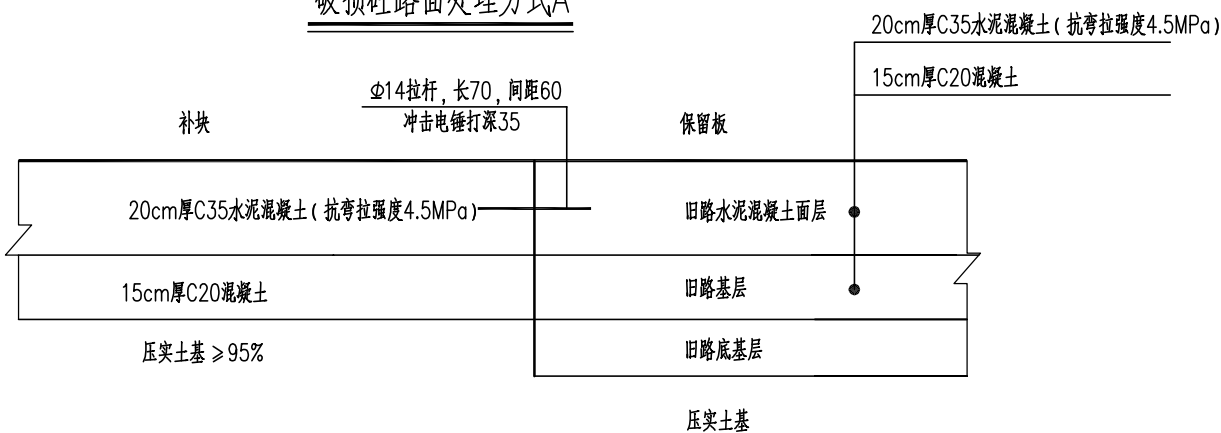 破损砼路面处理方式A
20cm厚C35水泥混凝土(抗弯拉强度4.5MPa)
15cm厚C20混凝土
Φ14拉杆,长70,间距60
冲击电锤打深35
补块
保留板
20cm厚C35水泥混凝土(抗弯拉强度4.5MPa)
旧路水泥混凝土面层
15cm厚C20混凝土
旧路基层
压实土基≥95%
旧路底基层
压实土基